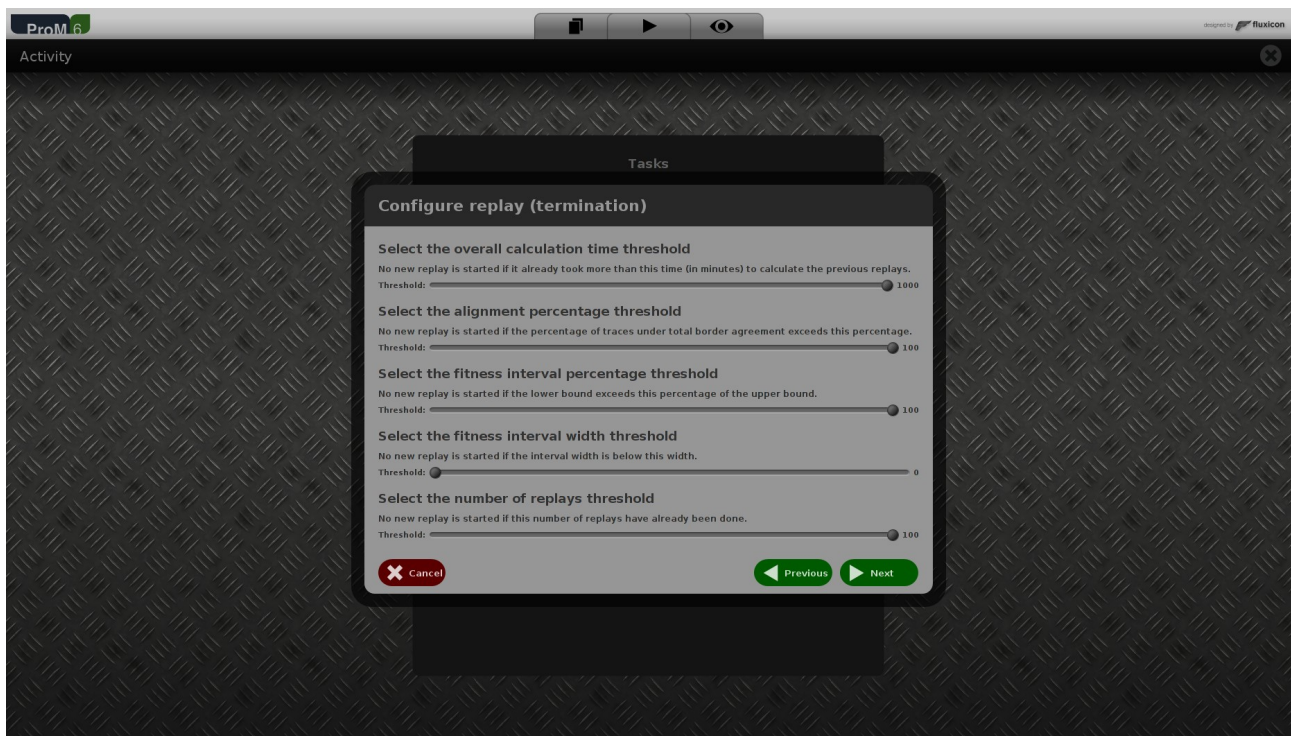 ProM 6
designed by fluxicon
Activity
Tasks
Configure replay (termination)
Select the overall calculation time threshold
No new replay is started if it already took more than this time (in minutes) to calculate the previous replays.
Threshold: 1000
Select the alignment percentage threshold
No new replay is started if the percentage of traces under total border agreement exceeds this percentage.
Threshold: 100
Select the fitness interval percentage threshold
No new replay is started if the lower bound exceeds this percentage of the upper bound.
Threshold: 100
Select the fitness interval width threshold
No new replay is started if the interval width is below this width.
Threshold: 0
Select the number of replays threshold
No new replay is started if this number of replays have already been done.
Threshold: 100
Cancel Previous Next